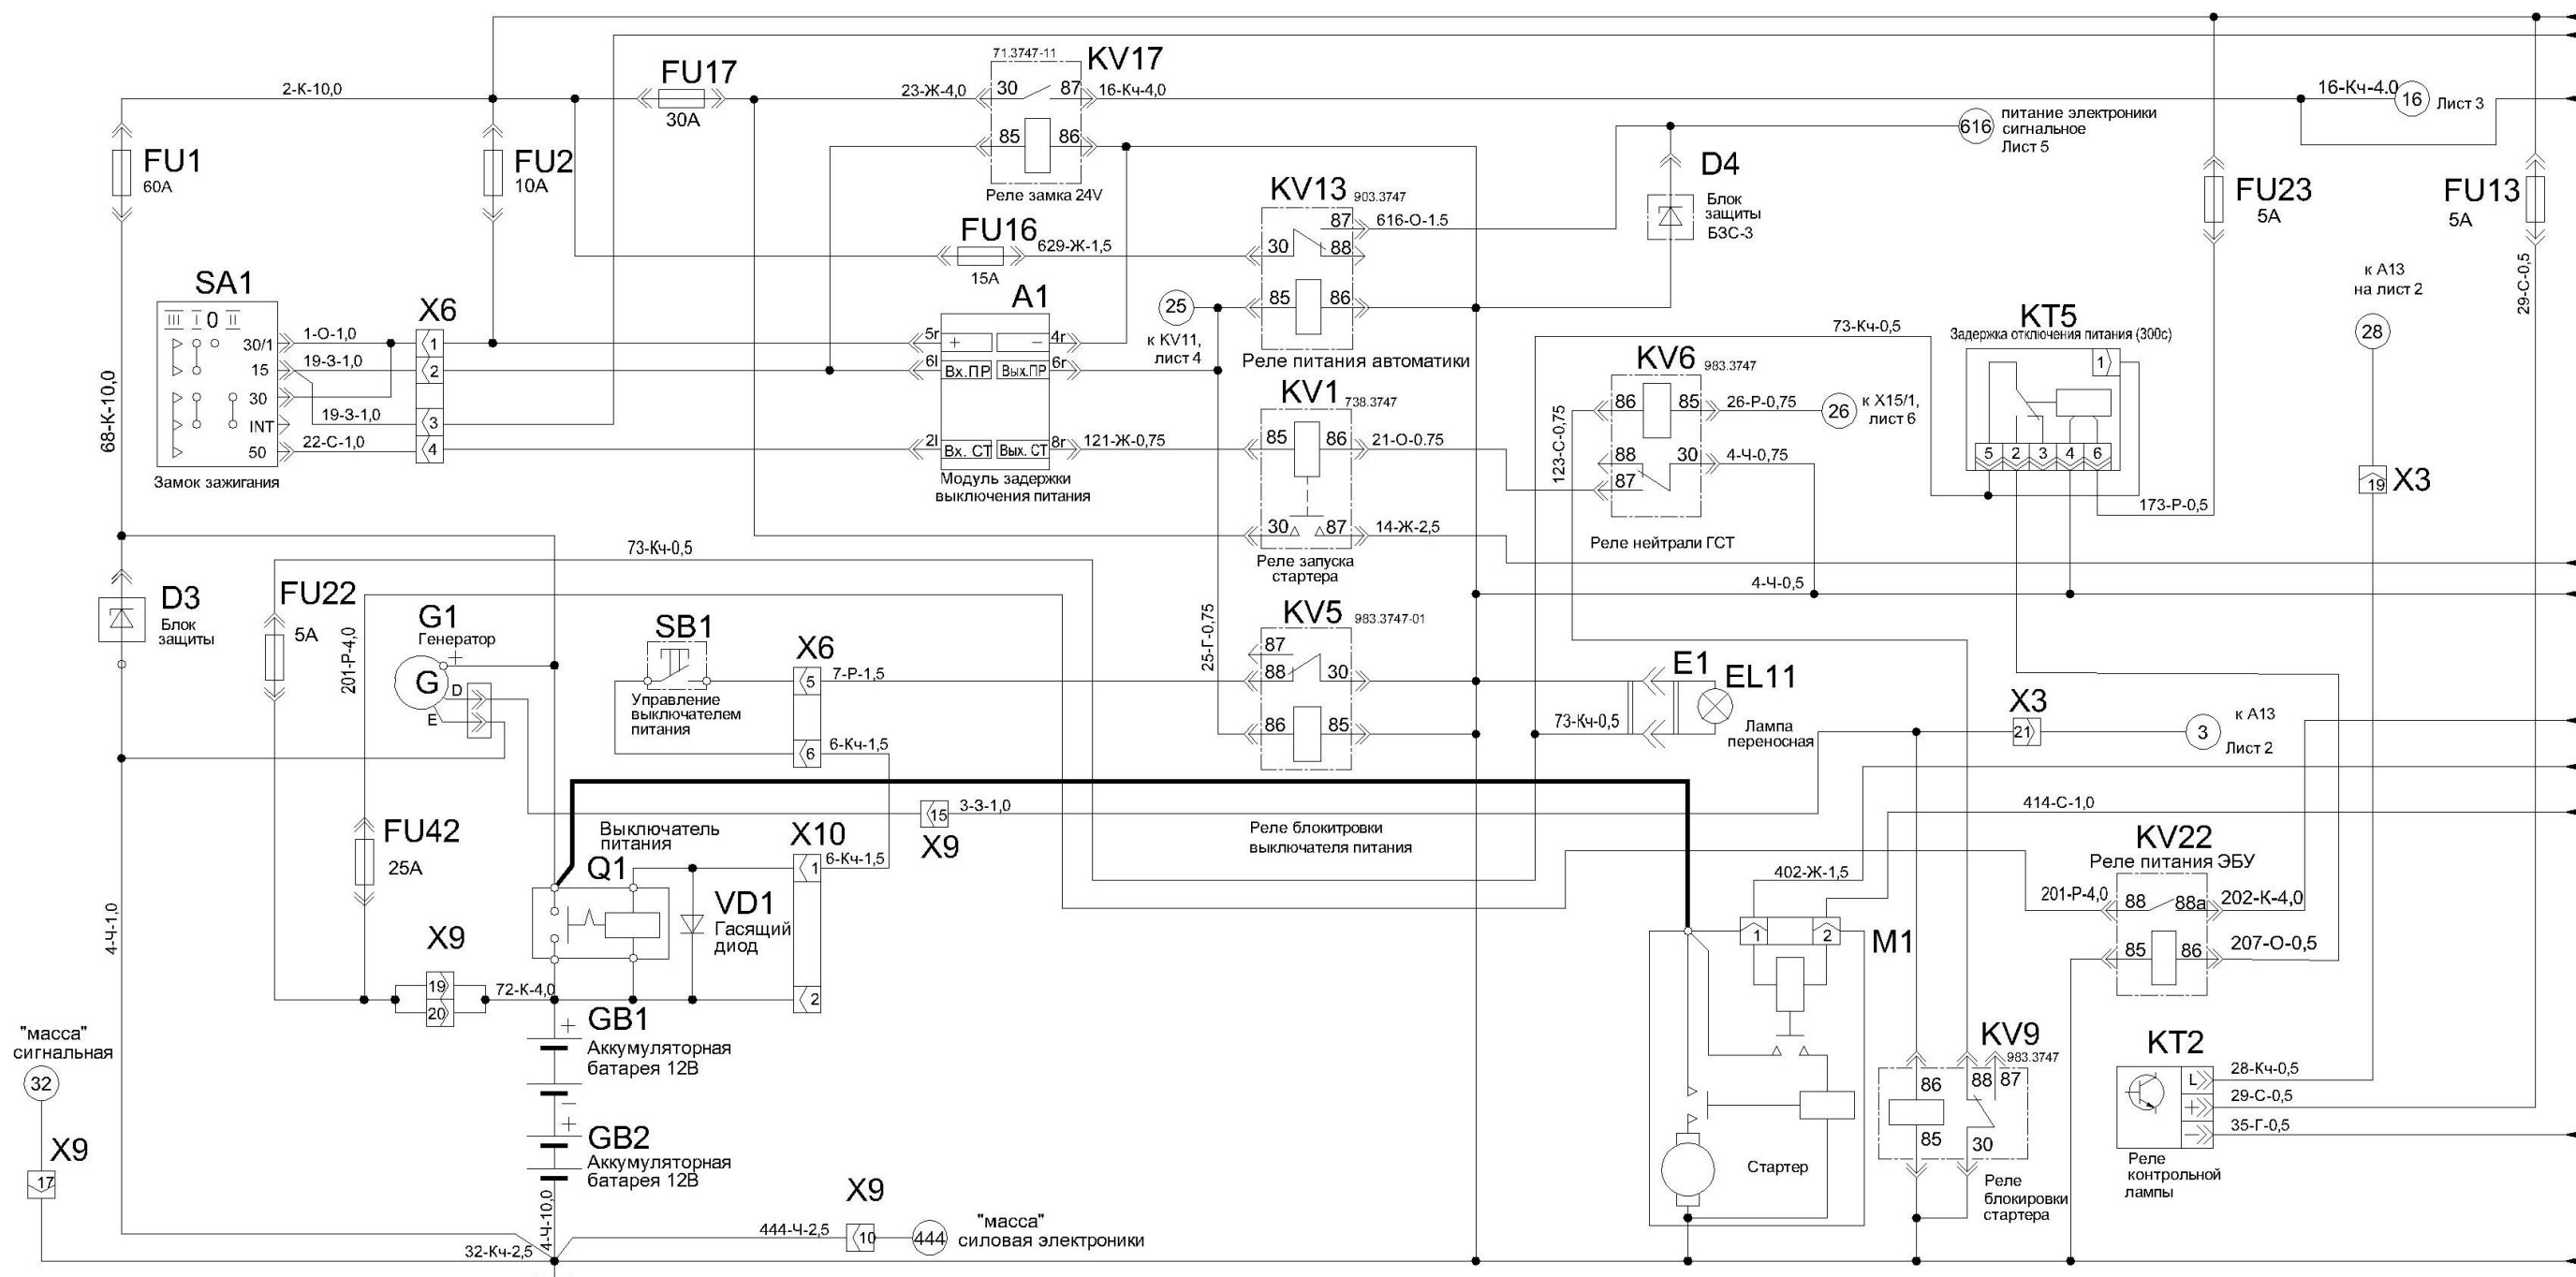 2-К-10,0
FU1
60A
FU2
10A
FU17
30A
23-Ж-4,0
71.3747-11
KV17
30
87
85
86
Реле замка 24V
16-Кч-4,0
16-Кч-4.0
16
Лист 3
616
питание электроники
сигнальное
Лист 5
D4
Блок
защиты
БЗС-3
FU23
5A
FU13
5A
29-С-0,5
FU16
15A
629-Ж-1,5
KV13
903.3747
87
30
88
85
86
616-О-1.5
Реле питания автоматики
25
к KV11,
лист 4
SA1
III I 0 II
30/1
15
30
INT
50
Замок зажигания
1-О-1,0
19-З-1,0
19-З-1,0
22-С-1,0
X6
1
2
3
4
68-К-10,0
A1
5г
+
–
4г
6l
Вх.ПР
Вых.ПР
6г
2l
Вх. СТ
Вых. СТ
8г
Модуль задержки
выключения питания
121-Ж-0,75
KV1
738.3747
85
86
30
87
21-О-0.75
14-Ж-2,5
Реле запуска
стартера
123-С-0,75
KV6
983.3747
86
85
88
30
87
26-Р-0,75
4-Ч-0,75
26
к X15/1,
лист 6
Реле нейтрали ГСТ
73-Кч-0,5
KT5
Задержка отключения питания (300с)
1
5
2
3
4
6
173-Р-0,5
к А13
на лист 2
28
19
X3
73-Кч-0,5
4-Ч-0,5
D3
Блок
защиты
FU22
5A
201-Р-4,0
G1
Генератор
+
G
D
E
SB1
Управление
выключателем
питания
X6
5
6
7-Р-1,5
6-Кч-1,5
25-Г-0,75
KV5
983.3747-01
87
88
30
86
85
Реле блокитровки
выключателя питания
E1
EL11
73-Кч-0,5
Лампа
переносная
X3
21
3
к А13
Лист 2
FU42
25A
15
X9
3-З-1,0
414-С-1,0
402-Ж-1,5
Выключатель
питания
Q1
VD1
Гасящий
диод
X10
1
2
6-Кч-1,5
X9
19
20
72-К-4,0
4-Ч-1,0
GB1
+
Аккумуляторная
батарея 12В
–
+
GB2
Аккумуляторная
батарея 12В
4-Ч-10,0
"масса"
сигнальная
32
X9
17
32-Кч-2,5
444-Ч-2,5
X9
10
444
"масса"
силовая электроники
M1
1
2
Стартер
KV22
Реле питания ЭБУ
201-Р-4,0
88
88a
202-К-4,0
85
86
207-О-0,5
KV9
983.3747
86
88
87
85
30
Реле
блокировки
стартера
KT2
L
+
–
28-Кч-0,5
29-С-0,5
35-Г-0,5
Реле
контрольной
лампы